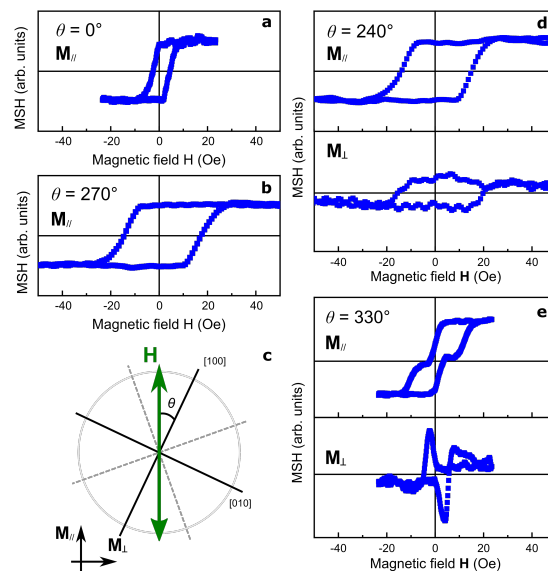 a
θ = 0°
M//
MSH (arb. units)
-40 -20 0 20 40
Magnetic field H (Oe)
b
θ = 270°
M//
MSH (arb. units)
-40 -20 0 20 40
Magnetic field H (Oe)
c
H
[100]
θ
[010]
M//
M⊥
d
θ = 240°
M//
MSH (arb. units)
M⊥
-40 -20 0 20 40
Magnetic field H (Oe)
e
θ = 330°
M//
MSH (arb. units)
M⊥
-40 -20 0 20 40
Magnetic field H (Oe)